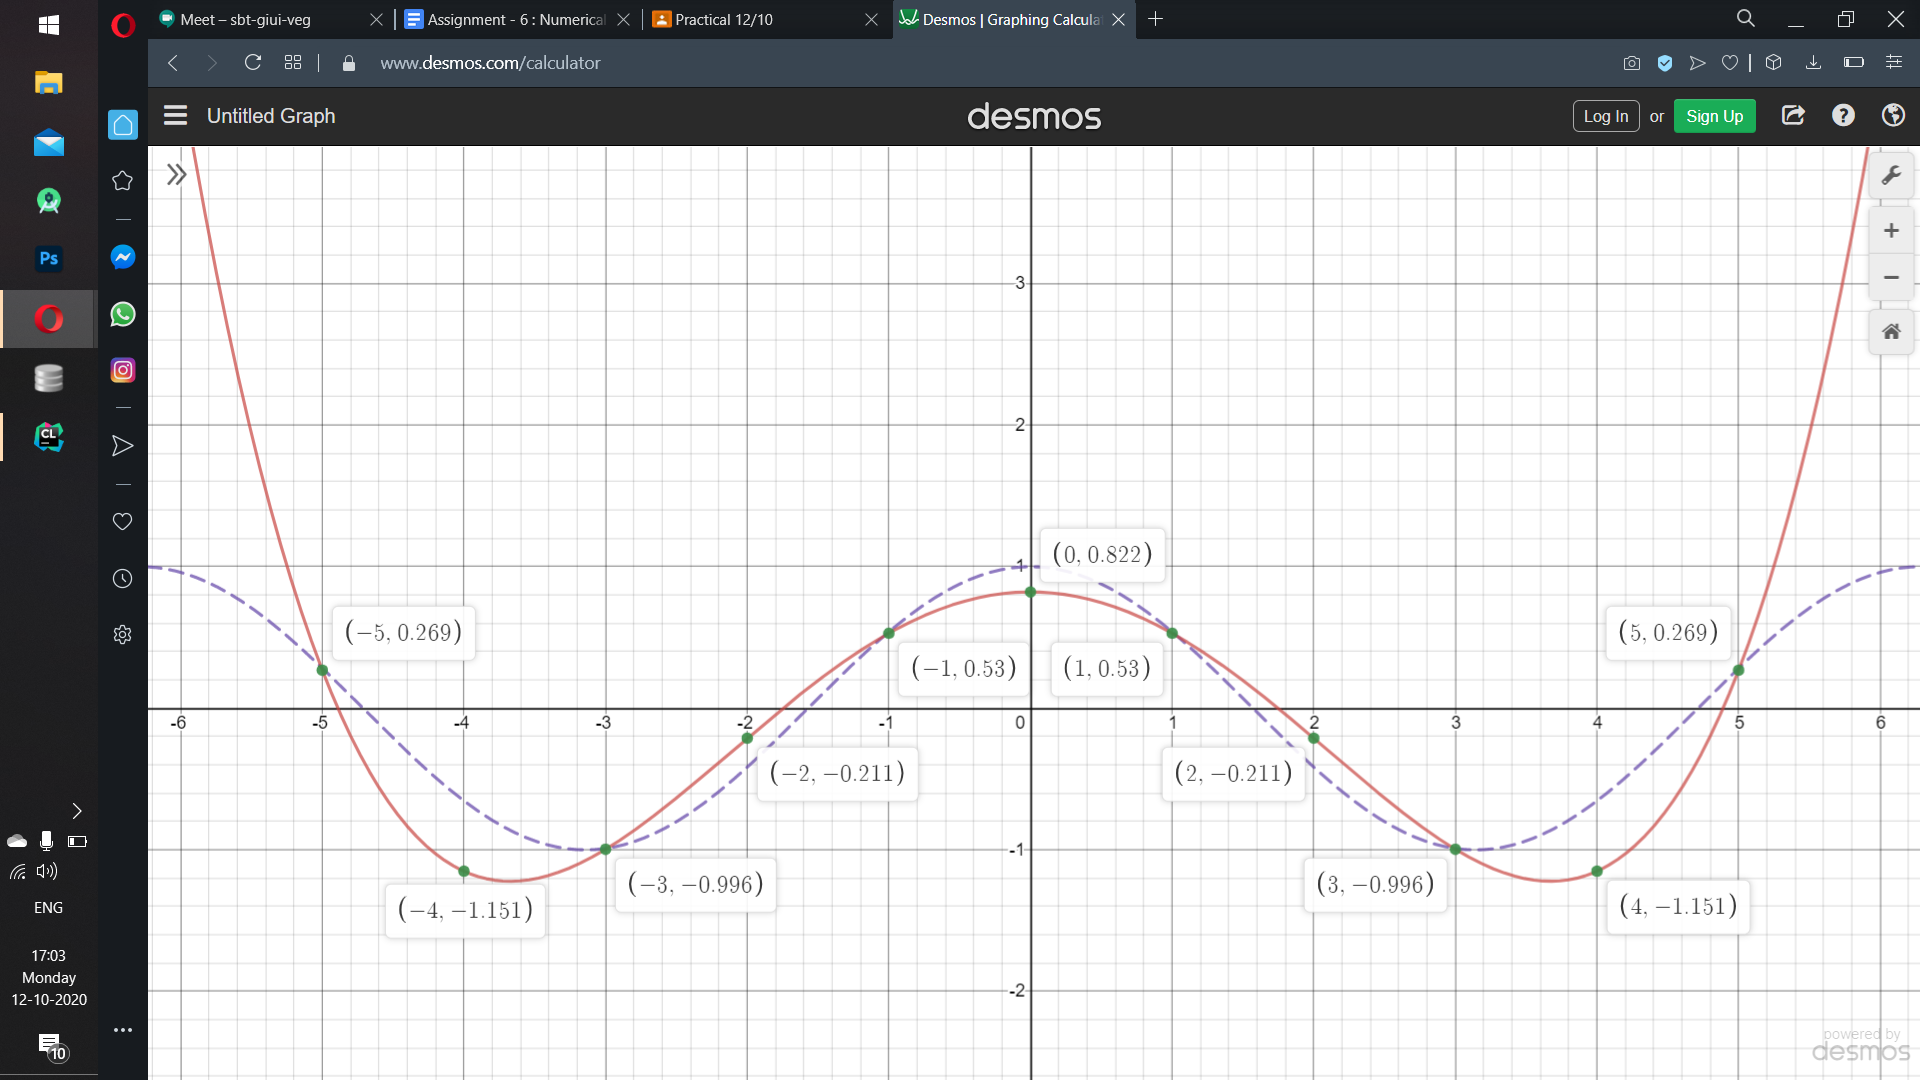 Meet – sbt-giui-veg
Assignment - 6 : Numerica
Practical 12/10
Desmos | Graphing Calcula
www.desmos.com/calculator
Untitled Graph
desmos
Log In or Sign Up
3
2
1
(0, 0.822)
(−5, 0.269)
(5, 0.269)
(−1, 0.53)
(1, 0.53)
-6 -5 -4 -3 -2 -1 0 1 2 3 4 5 6
(−2, −0.211)
(2, −0.211)
-1
(−3, −0.996)
(3, −0.996)
(−4, −1.151)
(4, −1.151)
-2
powered by
desmos
Ps
CL
ENG
17:03
Monday
12-10-2020
10